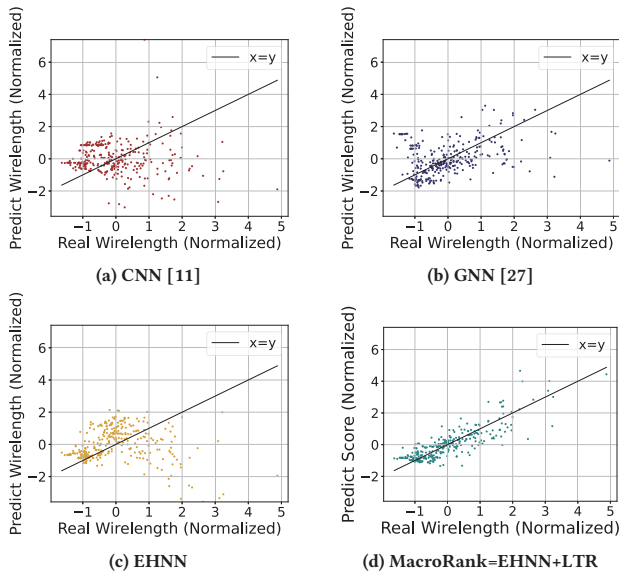 x=y
Predict Wirelength (Normalized)
6
4
2
0
−2
−1 0 1 2 3 4 5
Real Wirelength (Normalized)
(a) CNN [11]
x=y
Predict Wirelength (Normalized)
6
4
2
0
−2
−1 0 1 2 3 4 5
Real Wirelength (Normalized)
(b) GNN [27]
x=y
Predict Wirelength (Normalized)
6
4
2
0
−2
−1 0 1 2 3 4 5
Real Wirelength (Normalized)
(c) EHNN
x=y
Predict Score (Normalized)
6
4
2
0
−2
−1 0 1 2 3 4 5
Real Wirelength (Normalized)
(d) MacroRank=EHNN+LTR